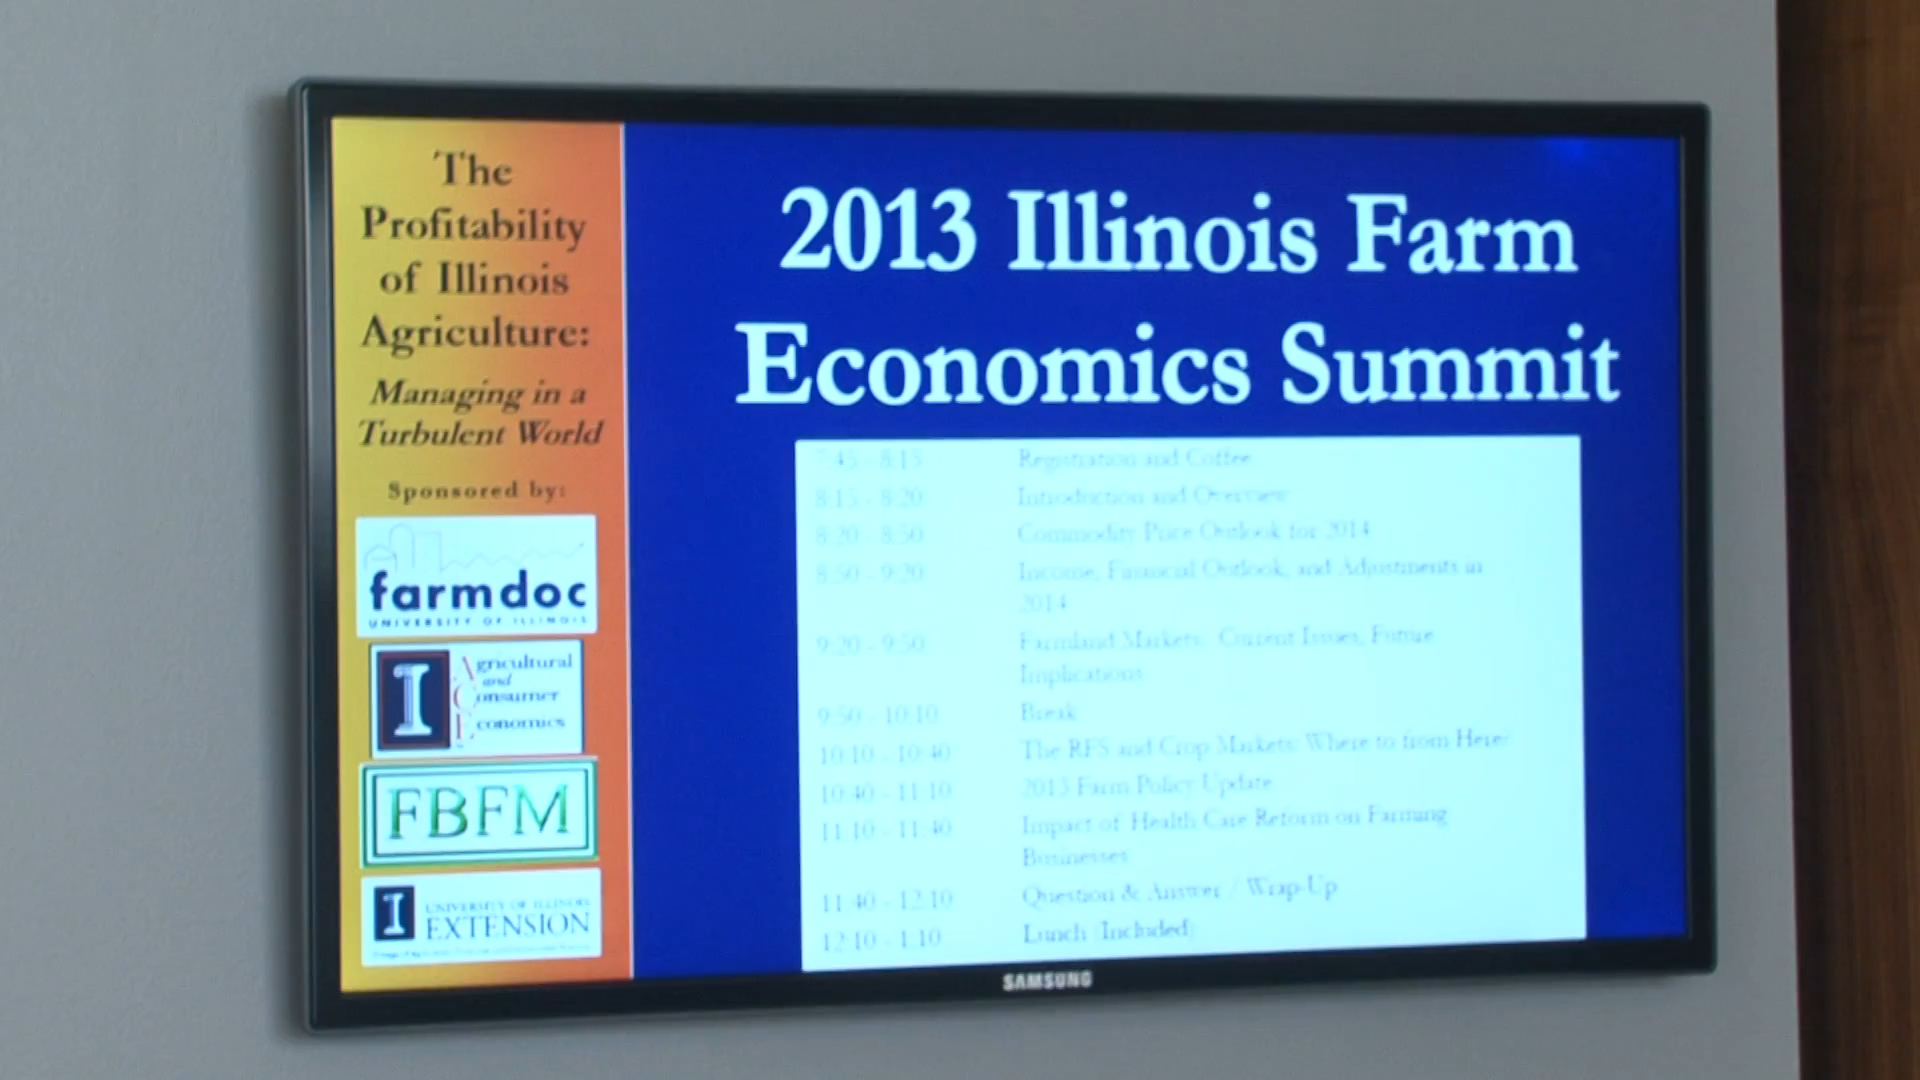 The
Profitability
of Illinois
Agriculture:
Managing in a
Turbulent World
Sponsored by:
farmdoc
UNIVERSITY OF ILLINOIS
I
Agricultural
and
Consumer
Economics
FBFM
I
UNIVERSITY OF ILLINOIS
EXTENSION
2013 Illinois Farm
Economics Summit
7:45 - 8:15 Registration and Coffee
8:15 - 8:20 Introduction and Overview
8:20 - 8:50 Commodity Price Outlook for 2014
8:50 - 9:20 Income, Financial Outlook, and Adjustments in
2014
9:20 - 9:50 Farmland Markets: Current Issues, Future
Implications
9:50 - 10:10 Break
10:10 - 10:40 The RFS and Crop Markets: Where to from Here?
10:40 - 11:10 2013 Farm Policy Update
11:10 - 11:40 Impact of Health Care Reform on Farming
Businesses
11:40 - 12:10 Question & Answer / Wrap-Up
12:10 - 1:10 Lunch (Included)
SAMSUNG